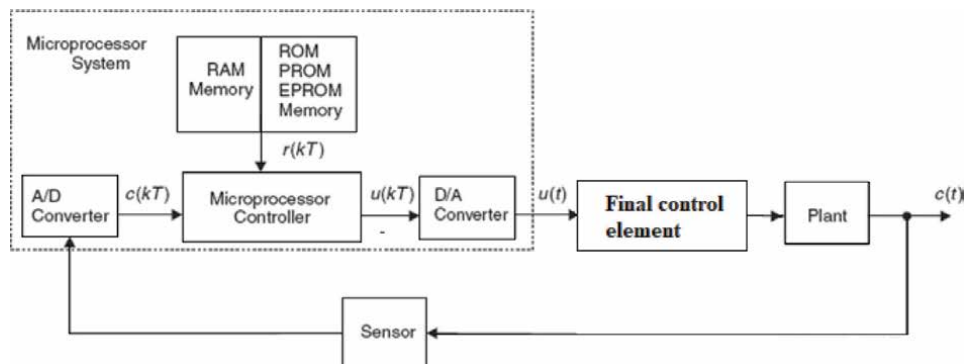 Microprocessor
System
RAM
Memory
ROM
PROM
EPROM
Memory
r(kT)
A/D
Converter
c(kT)
Microprocessor
Controller
u(kT)
-
D/A
Converter
u(t)
Final control
element
Plant
c(t)
Sensor